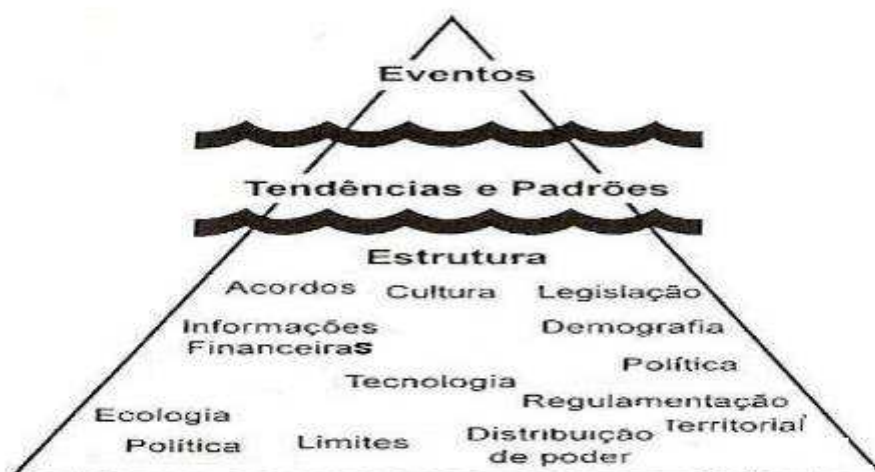 Eventos
Tendências e Padrões
Estrutura
Acordos Cultura Legislação
Informações Demografia
Financeiras
Política
Tecnologia
Regulamentação
Ecologia Territorial
Política Limites Distribuição
de poder